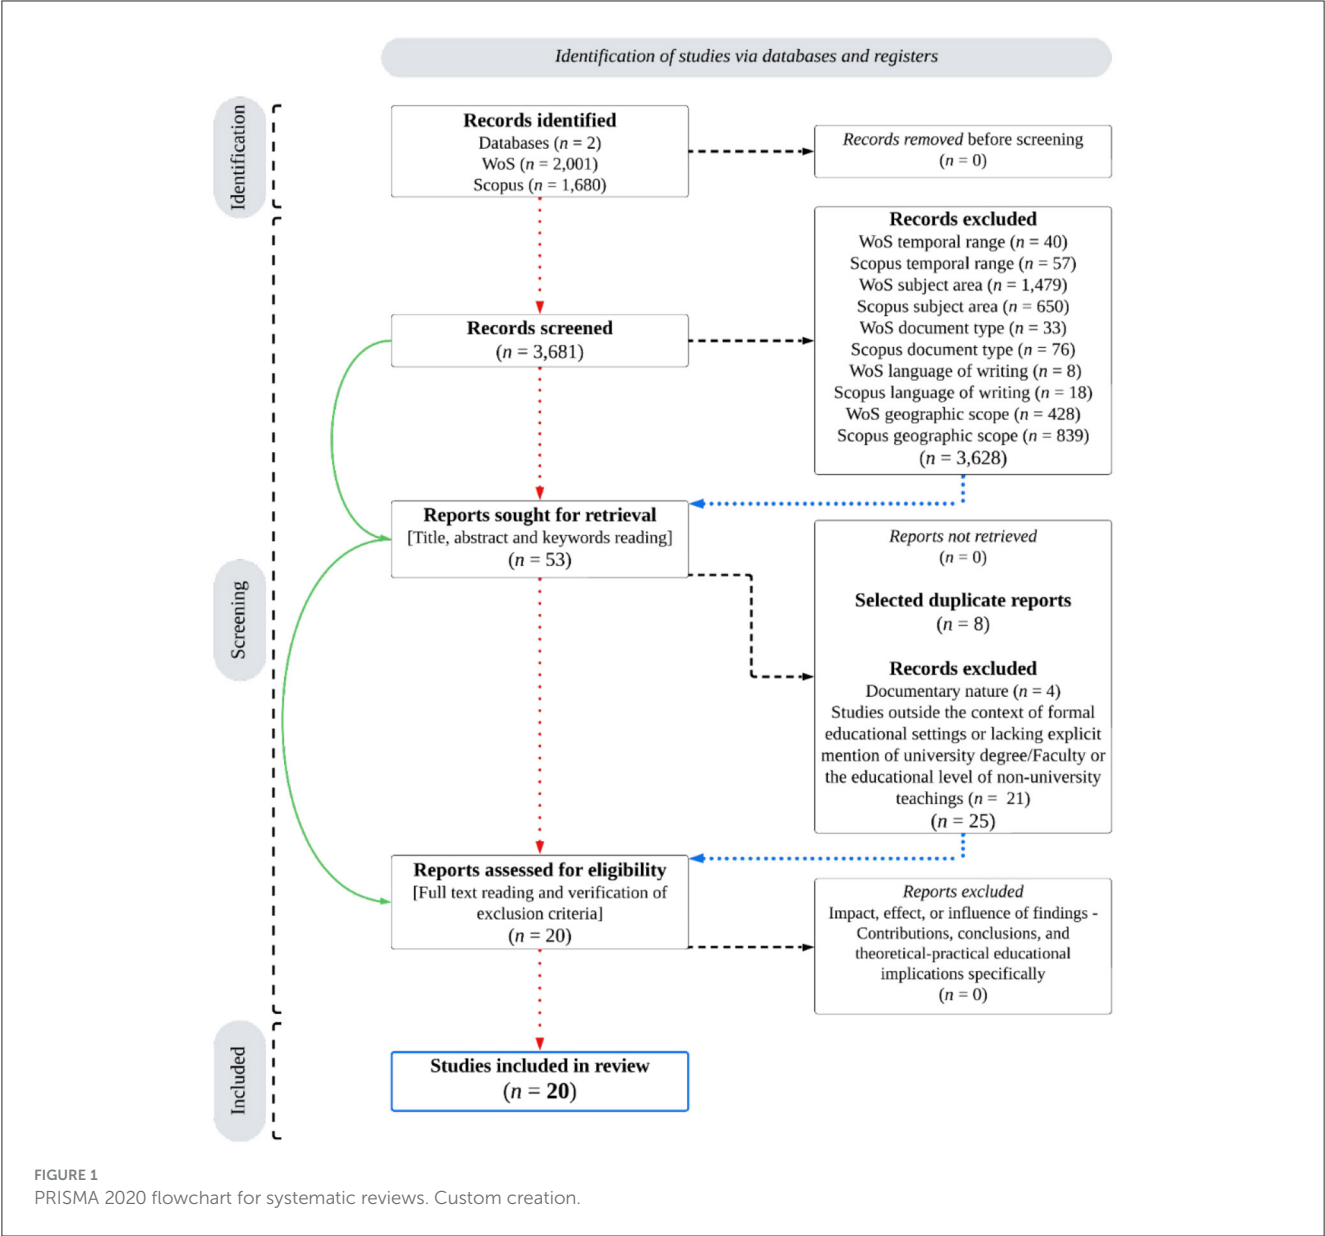 Identification of studies via databases and registers
Identification
Records identified
Databases (n = 2)
WoS (n = 2,001)
Scopus (n = 1,680)
Records removed before screening
(n = 0)
Records excluded
WoS temporal range (n = 40)
Scopus temporal range (n = 57)
WoS subject area (n = 1,479)
Scopus subject area (n = 650)
WoS document type (n = 33)
Scopus document type (n = 76)
WoS language of writing (n = 8)
Scopus language of writing (n = 18)
WoS geographic scope (n = 428)
Scopus geographic scope (n = 839)
(n = 3,628)
Screening
Records screened
(n = 3,681)
Reports sought for retrieval
[Title, abstract and keywords reading]
(n = 53)
Reports not retrieved
(n = 0)
Selected duplicate reports
(n = 8)
Records excluded
Documentary nature (n = 4)
Studies outside the context of formal
educational settings or lacking explicit
mention of university degree/Faculty or
the educational level of non-university
teachings (n = 21)
(n = 25)
Reports assessed for eligibility
[Full text reading and verification of
exclusion criteria]
(n = 20)
Reports excluded
Impact, effect, or influence of findings -
Contributions, conclusions, and
theoretical-practical educational
implications specifically
(n = 0)
Included
Studies included in review
(n = 20)
FIGURE 1
PRISMA 2020 flowchart for systematic reviews. Custom creation.